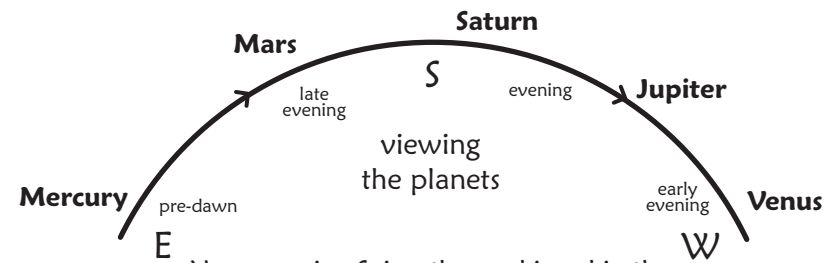 Saturn
Mars
S
Jupiter
late
evening
evening
viewing
the planets
Mercury
pre-dawn
early
evening
Venus
E
W